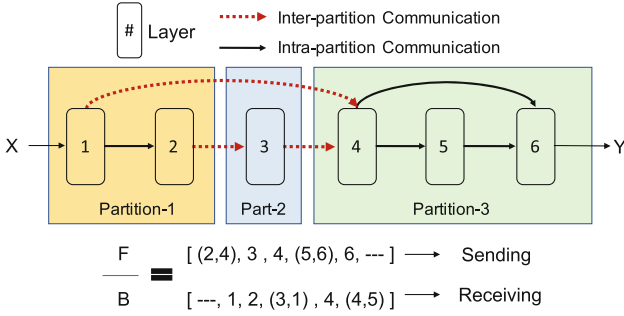 # Layer
Inter-partition Communication
Intra-partition Communication
X 1 2 3 4 5 6 Y
Partition-1 Part-2 Partition-3
F [ (2,4), 3 , 4, (5,6), 6, --- ] Sending
=
B [ ---, 1, 2, (3,1) , 4, (4,5) ] Receiving